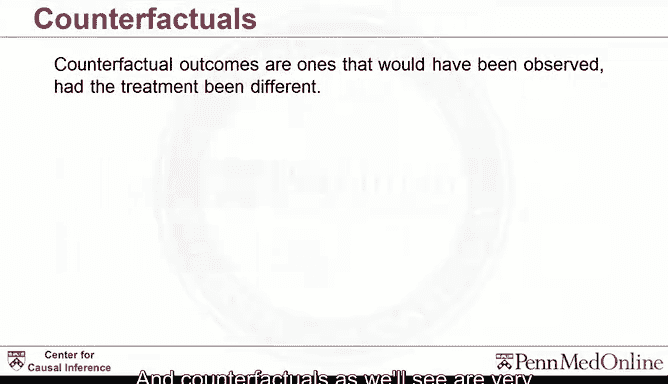 Counterfactuals
Counterfactual outcomes are ones that would have been observed,
had the treatment been different.
Center for
Causal Inference
PennMedOnline
And counterfactuals as we'll see are very